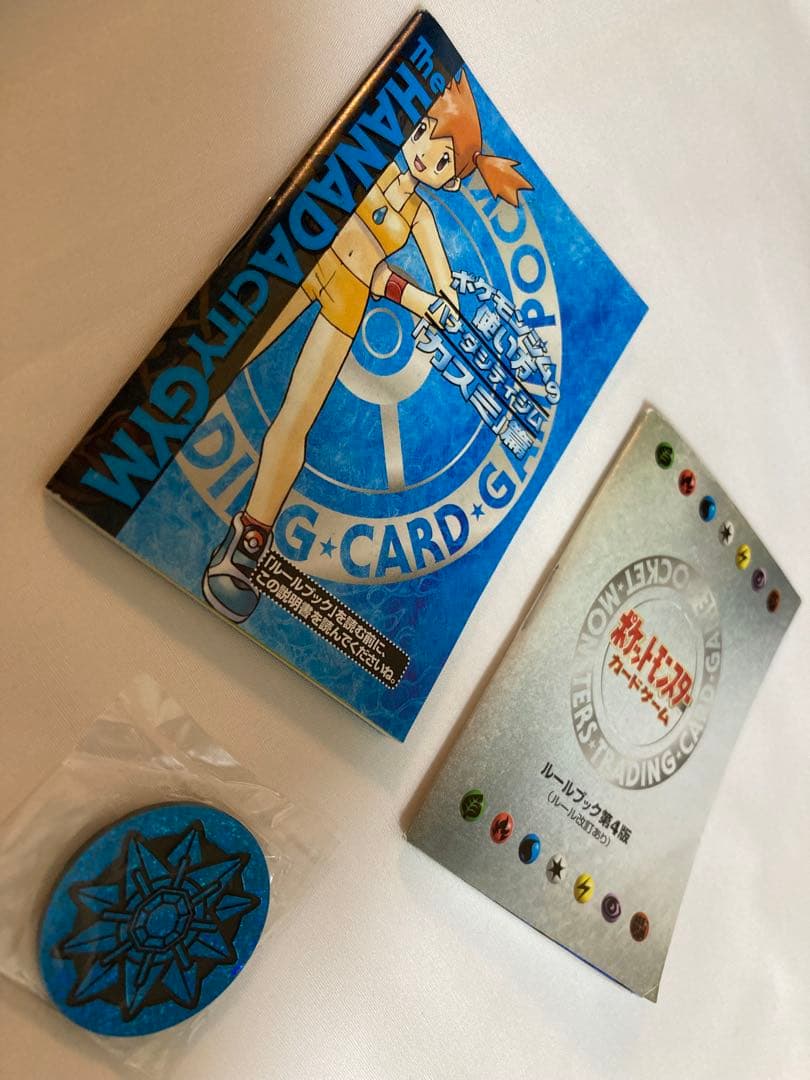 The HANADA CITY GYM
ポケモンジムの
使い方
ハナダシティジム
「カスミ」篇
POCK
DING★CARD★GA
「ルールブック」を読む前に、
この説明書を読んでくださいね。
ポケットモンスター
カードゲーム
POCKET★MON TERS★TRADING★CARD★GAME
ルールブック第4版
(ルール改訂あり)